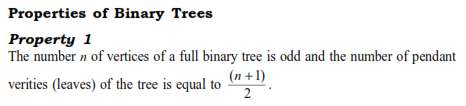 Properties of Binary Trees
Property 1
The number n of vertices of a full binary tree is odd and the number of pendant
verities (leaves) of the tree is equal to (n + 1)/2.